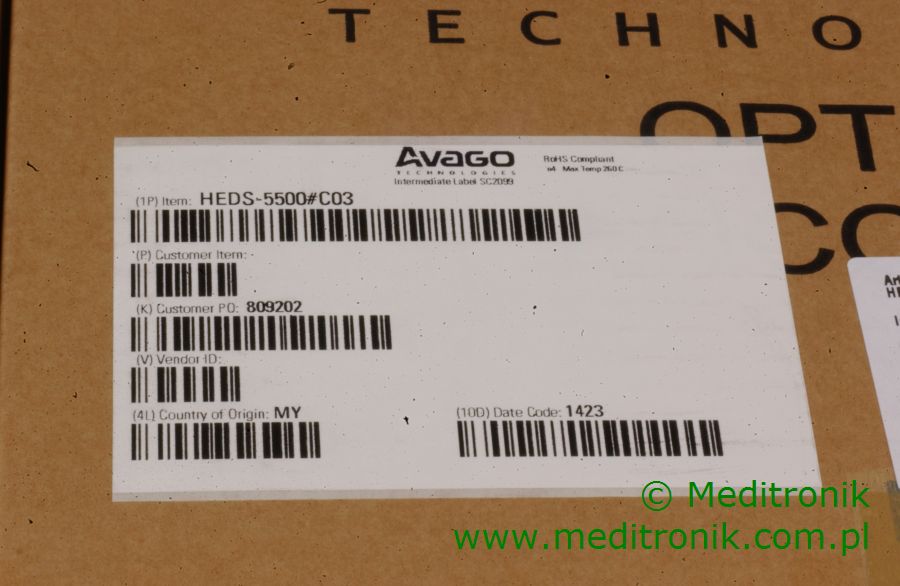 TECHNO
OPT
CO
AVAGO
TECHNOLOGIES
Intermediate Label SC2099
RoHS Compliant
e4 Max Temp 260 C
(1P) Item: HEDS-5500#C03
(P) Customer Item: -
(K) Customer PO: 809202
(V) Vendor ID:
(4L) Country of Origin: MY
(10D) Date Code: 1423
© Meditronik
www.meditronik.com.pl